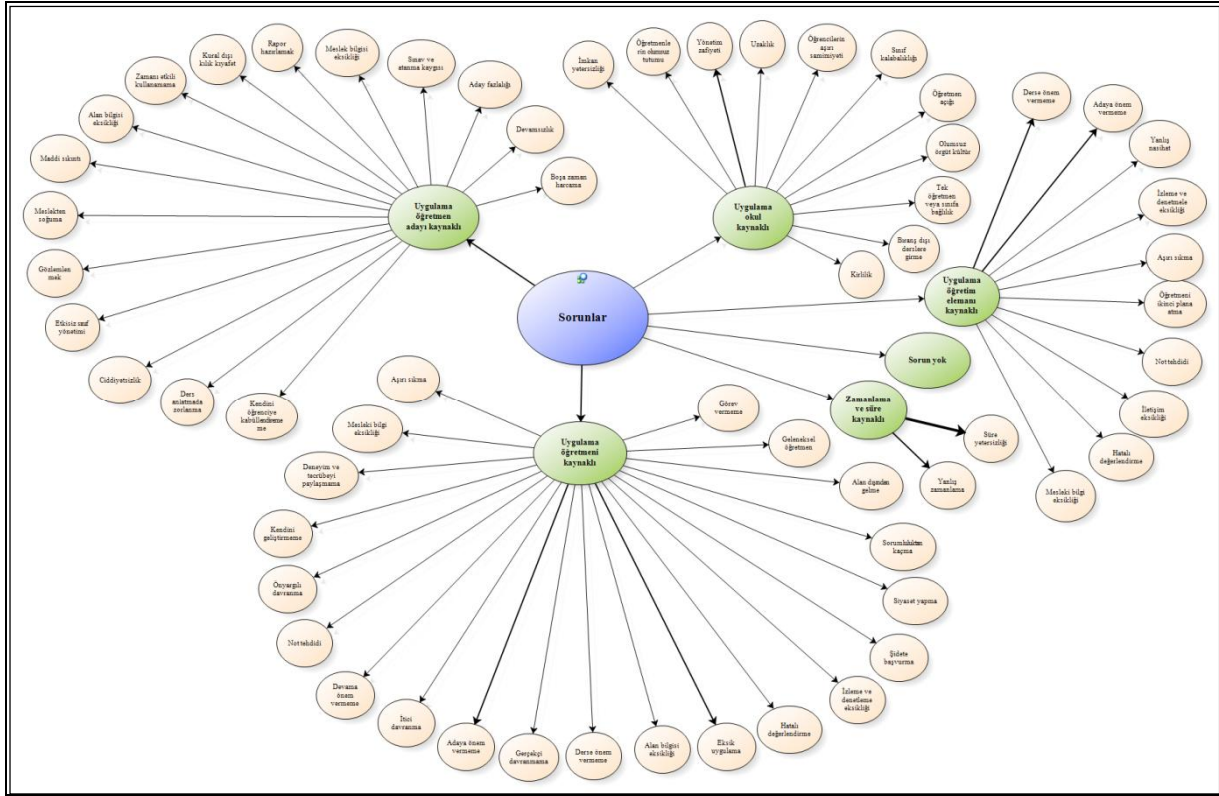 Rapor
hazırlamak
Meslek bilgisi
eksikliği
Kural dışı
kılık kıyafet
Sınav ve
atanma kaygısı
Zamanı etkili
kullanamama
Aday fazlalığı
Alan bilgisi
eksikliği
Devamsızlık
Maddi sıkıntı
Boşa zaman
harcama
Meslekten
soğuma
Uygulama
öğretmen
adayı kaynaklı
Gözlemlen
mek
Etkisiz sınıf
yönetimi
Ciddiyetsizlik
Ders
anlatmada
zorlanma
Kendini
öğrenciye
kabüllendireme
me
İmkan
yetersizliği
Öğretmenle
rin olumsuz
tutumu
Yönetim
zafiyeti
Uzaklık
Öğrencilerin
aşırı
samimiyeti
Sınıf
kalabalıklığı
Öğretmen
açığı
Olumsuz
örgüt kültür
Tek
öğretmen
veya sınıfa
bağlılık
Branş dışı
derslere
girme
Kirlilik
Uygulama
okul
kaynaklı
Derse önem
vermeme
Adaya önem
vermeme
Yanlış
nasihat
İzleme ve
denetmele
eksikliği
Aşırı sıkma
Öğretmeni
ikinci plana
atma
Not tehdidi
İletişim
eksikliği
Hatalı
değerlendirme
Mesleki bilgi
eksikliği
Uygulama
öğretim
elemanı
kaynaklı
Sorunlar
Sorun yok
Zamanlama
ve süre
kaynaklı
Süre
yetersizliği
Yanlış
zamanlama
Aşırı sıkma
Mesleki bilgi
eksikliği
Deneyim ve
tecrübeyi
paylaşmama
Kendini
geliştirmeme
Önyargılı
davranma
Not tehdidi
Devama
önem
vermeme
İtici
davranma
Adaya önem
vermeme
Gerçekçi
davranmama
Derse önem
vermeme
Alan bilgisi
eksikliği
Eksik
uygulama
Hatalı
değerlendirme
İzleme ve
denetleme
eksikliği
Şidete
başvurma
Siyaset yapma
Sorumluluktan
kaçma
Alan dışından
gelme
Geleneksel
öğretmen
Görev
vermeme
Uygulama
öğretmeni
kaynaklı